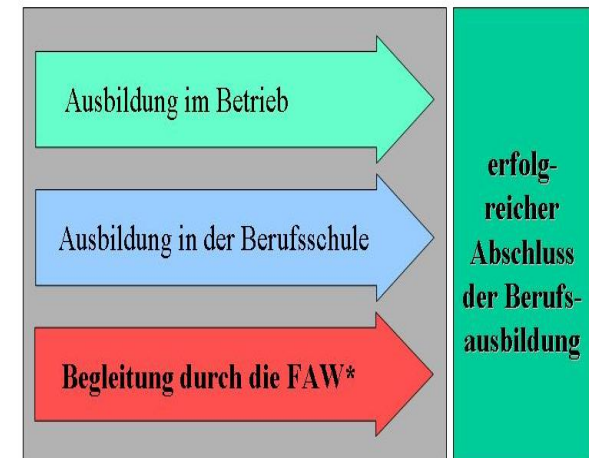 Ausbildung im Betrieb
Ausbildung in der Berufsschule
Begleitung durch die FAW*
erfolg-
reicher
Abschluss
der Berufs-
ausbildung